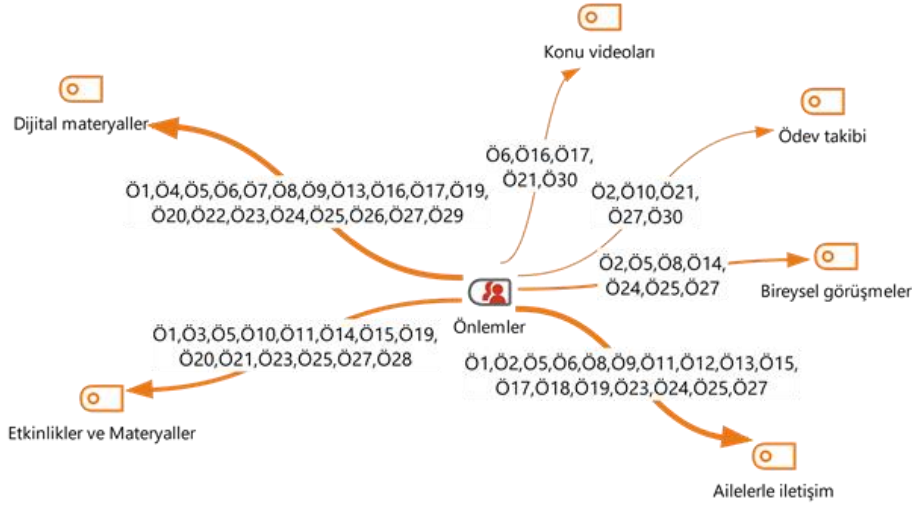 Konu videoları
Dijital materyaller
Ödev takibi
Ö6,Ö16,Ö17,
Ö21,Ö30
Ö1,Ö4,Ö5,Ö6,Ö7,Ö8,Ö9,Ö13,Ö16,Ö17,Ö19,
Ö20,Ö22,Ö23,Ö24,Ö25,Ö26,Ö27,Ö29
Ö2,Ö10,Ö21,
Ö27,Ö30
Ö2,Ö5,Ö8,Ö14,
Ö24,Ö25,Ö27
Bireysel görüşmeler
Önlemler
Ö1,Ö3,Ö5,Ö10,Ö11,Ö14,Ö15,Ö19,
Ö20,Ö21,Ö23,Ö25,Ö27,Ö28
Ö1,Ö2,Ö5,Ö6,Ö8,Ö9,Ö11,Ö12,Ö13,Ö15,
Ö17,Ö18,Ö19,Ö23,Ö24,Ö25,Ö27
Etkinlikler ve Materyaller
Ailelerle iletişim